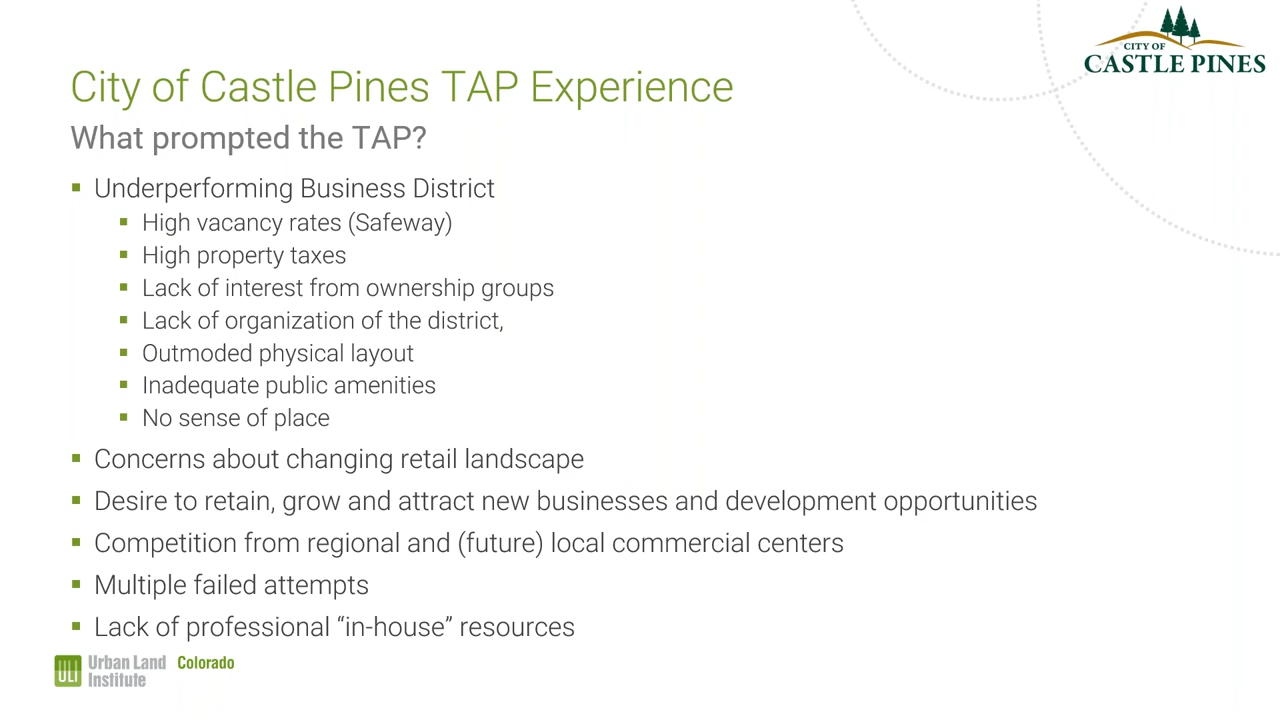 CITY OF
CASTLE PINES
City of Castle Pines TAP Experience
What prompted the TAP?
Underperforming Business District
High vacancy rates (Safeway)
High property taxes
Lack of interest from ownership groups
Lack of organization of the district,
Outmoded physical layout
Inadequate public amenities
No sense of place
Concerns about changing retail landscape
Desire to retain, grow and attract new businesses and development opportunities
Competition from regional and (future) local commercial centers
Multiple failed attempts
Lack of professional “in-house” resources
ULI Urban Land Colorado
Institute